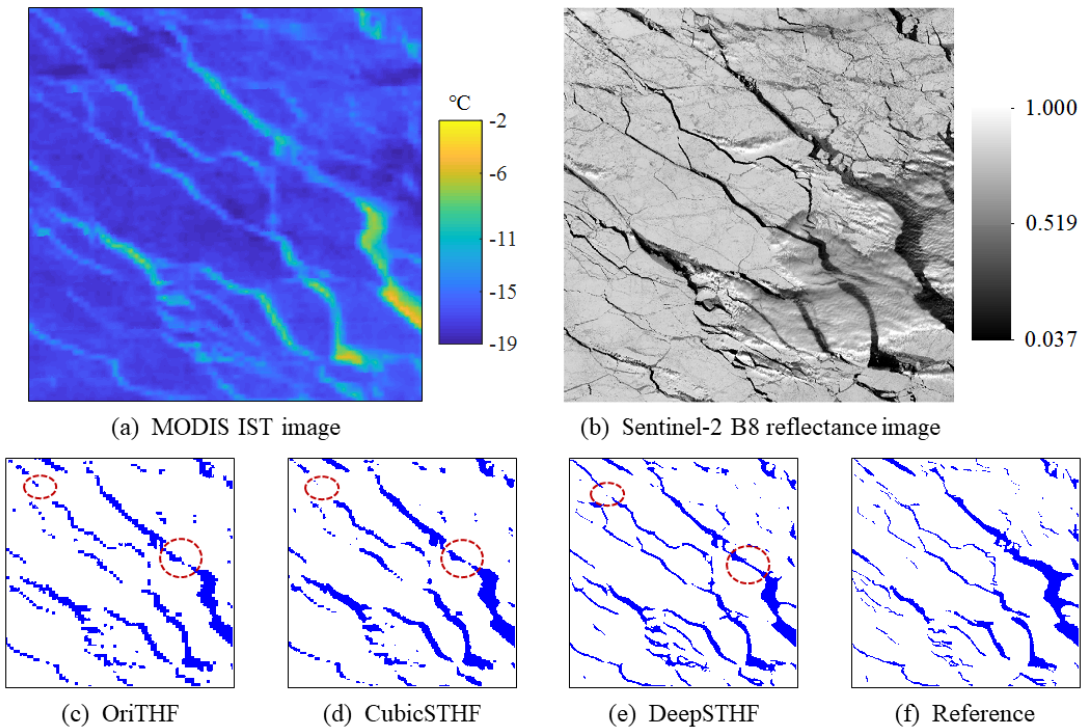 °C
-2
-6
-11
-15
-19
1.000
0.519
0.037
(a) MODIS IST image
(b) Sentinel-2 B8 reflectance image
(c) OriTHF
(d) CubicSTHF
(e) DeepSTHF
(f) Reference